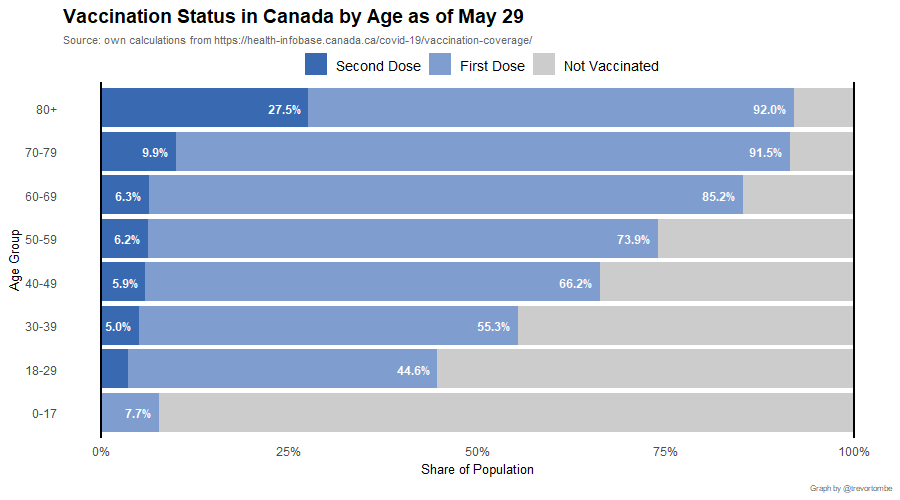 Vaccination Status in Canada by Age as of May 29
Source: own calculations from https://health-infobase.canada.ca/covid-19/vaccination-coverage/
Second Dose First Dose Not Vaccinated
80+ 27.5% 92.0%
70-79 9.9% 91.5%
60-69 6.3% 85.2%
50-59 6.2% 73.9%
40-49 5.9% 66.2%
30-39 5.0% 55.3%
18-29 44.6%
0-17 7.7%
Age Group
0% 25% 50% 75% 100%
Share of Population
Graph by @trevortombe